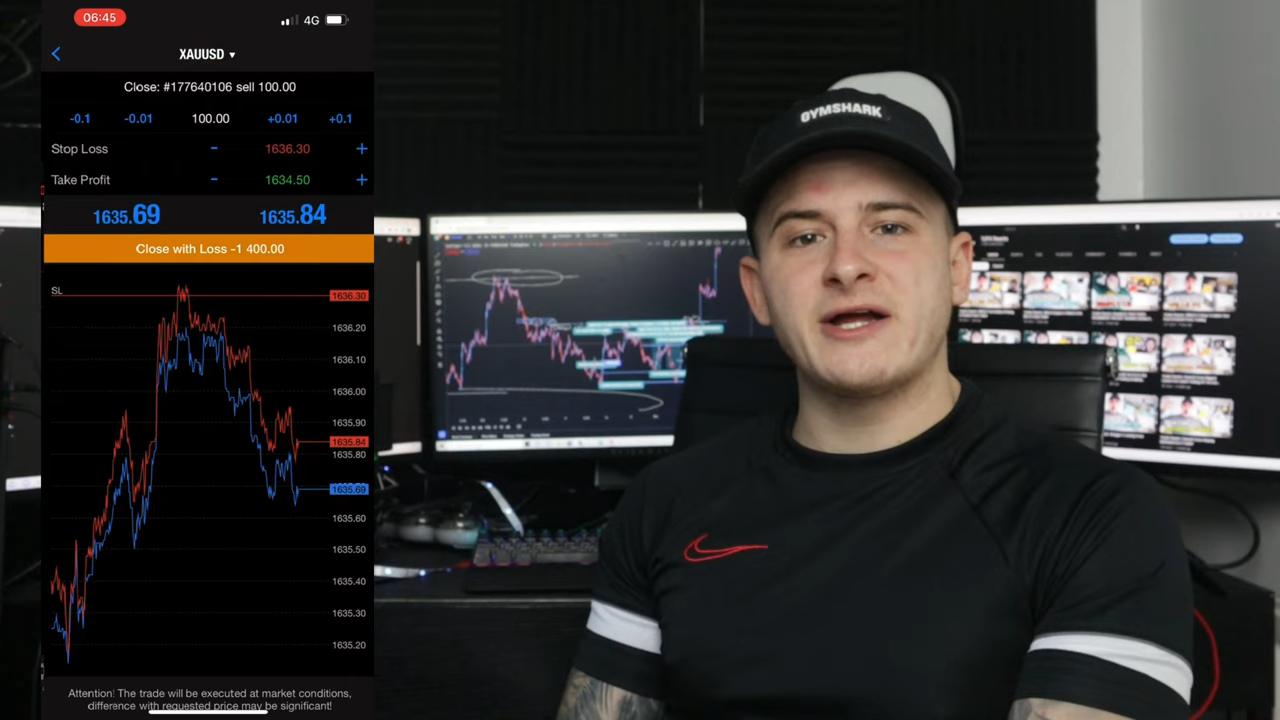 06:45
4G
XAUUSD
Close: #177640106 sell 100.00
-0.1 -0.01 100.00 +0.01 +0.1
Stop Loss - 1636.30 +
Take Profit - 1634.50 +
1635.69 1635.84
Close with Loss -1 400.00
SL
1636.30
1636.20
1636.10
1636.00
1635.90
1635.84
1635.80
1635.69
1635.60
1635.50
1635.40
1635.30
1635.20
Attention! The trade will be executed at market conditions,
difference with requested price may be significant!
GYMSHARK